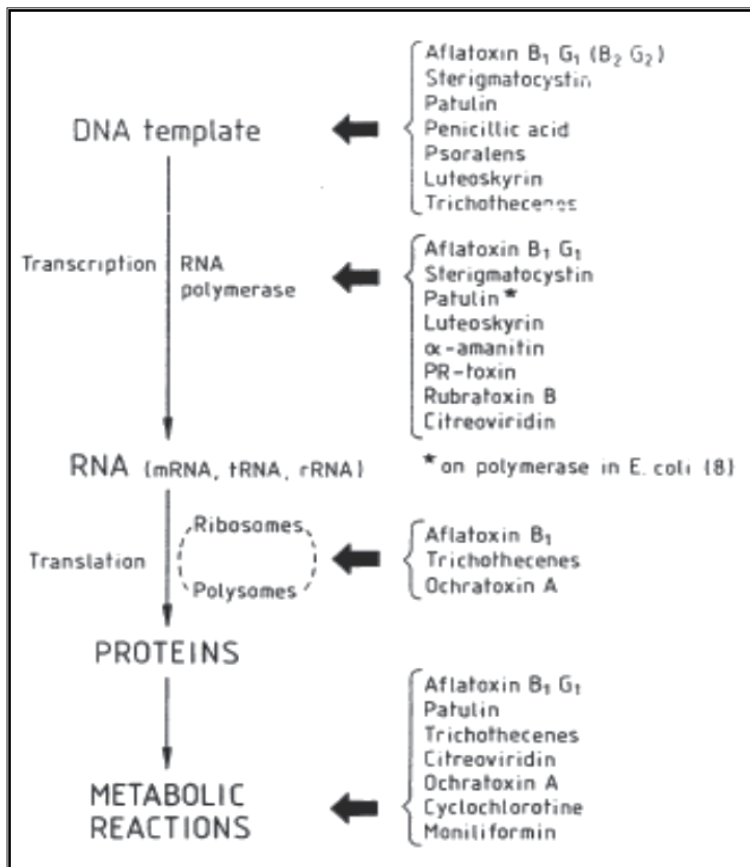 Aflatoxin B₁ G₁ (B₂ G₂)
Sterigmatocystin
Patulin
DNA template
Penicillic acid
Psoralens
Luteoskyrin
Trichothecenes
Transcription
RNA
polymerase
Aflatoxin B₁ G₁
Sterigmatocystin
Patulin*
Luteoskyrin
α-amanitin
PR-toxin
Rubratoxin B
Citreoviridin
RNA (mRNA, tRNA, rRNA)
* on polymerase in E. coli (8)
Translation
Ribosomes
Polysomes
Aflatoxin B₁
Trichothecenes
Ochratoxin A
PROTEINS
Aflatoxin B₁ G₁
Patulin
Trichothecenes
Citreoviridin
Ochratoxin A
Cyclochlorotine
Moniliformin
METABOLIC
REACTIONS